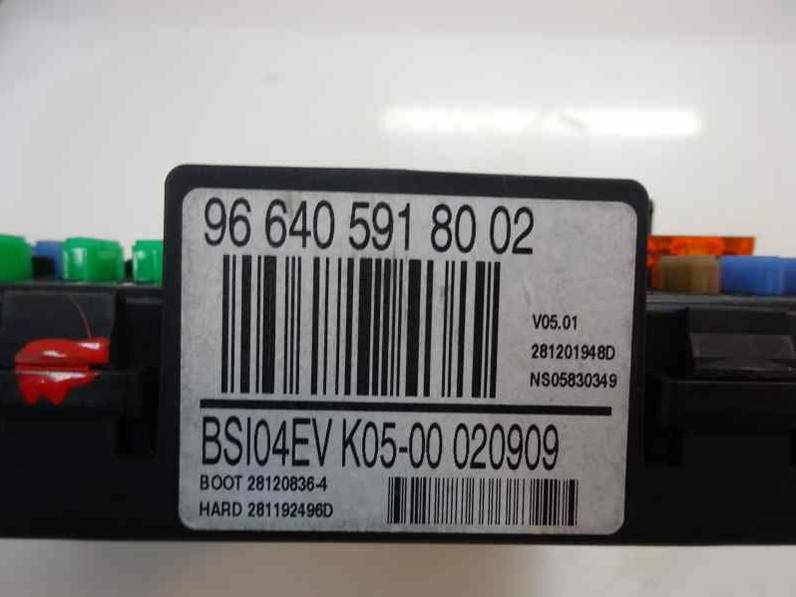 96 640 591 80 02
V05.01
281201948D
NS05830349
BSI04EV K05-00 020909
BOOT 28120836-4
HARD 281192496D